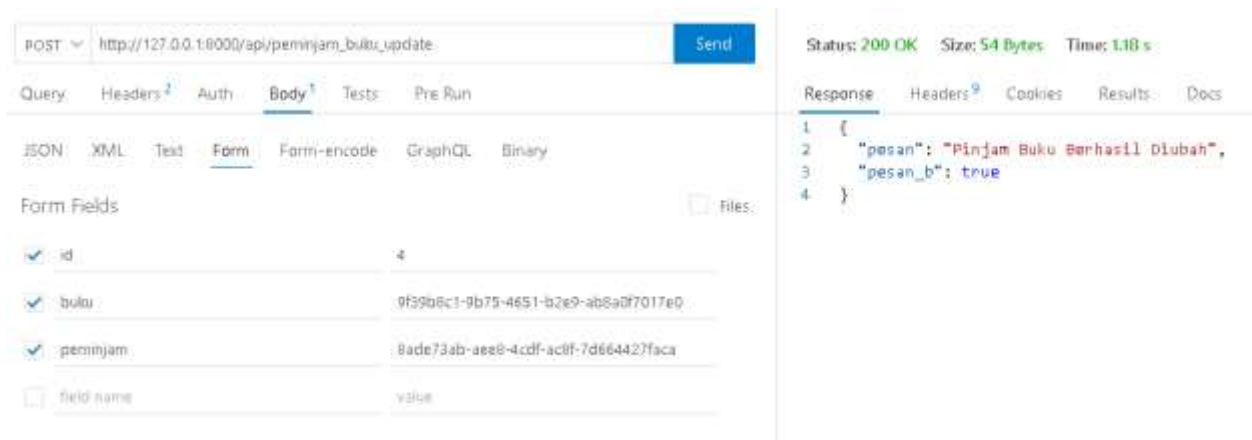 POST http://127.0.0.1:8000/api/peminjam_buku_update Send
Query Headers 2 Auth Body 1 Tests Pre Run
JSON XML Text Form Form-encode GraphQL Binary
Form Fields Files
id 4
buku 9f39b8c1-9b75-4651-b2e9-ab8a0f7017e0
peminjam 8ade73ab-aee8-4cdf-ac8f-7d664427faca
field name value
Status: 200 OK Size: 54 Bytes Time: 1.18 s
Response Headers 9 Cookies Results Docs
1 {
2 "pesan": "Pinjam Buku Berhasil Diubah",
3 "pesan_b": true
4 }